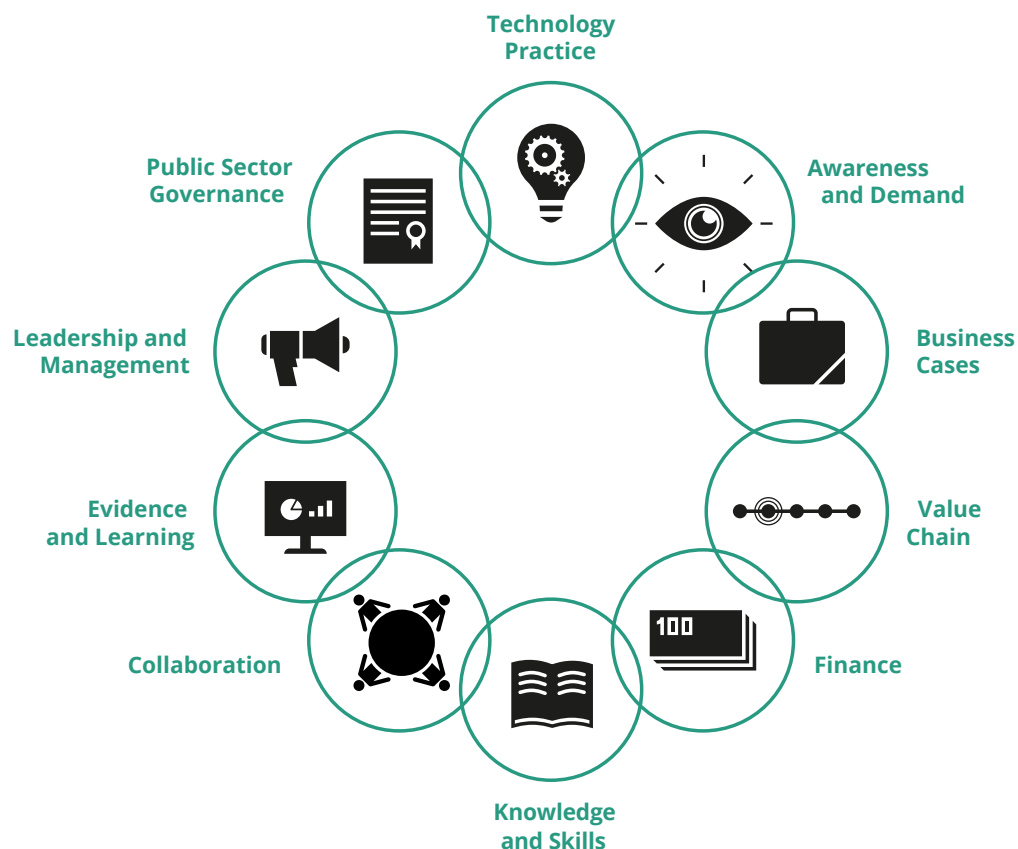 Technology
Practice
Awareness
and Demand
Business
Cases
Value
Chain
100
Finance
Knowledge
and Skills
Collaboration
Evidence
and Learning
Leadership and
Management
Public Sector
Governance